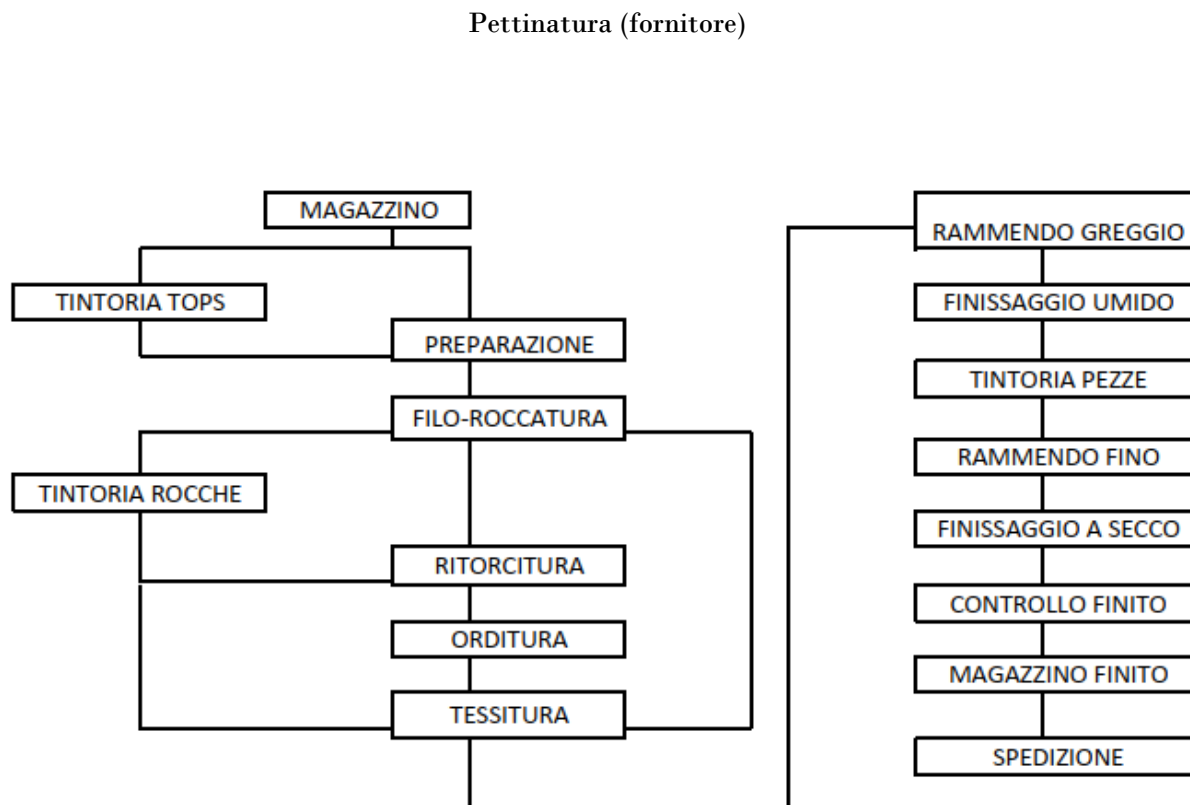 Pettinatura (fornitore)
MAGAZZINO
TINTORIA TOPS
PREPARAZIONE
FILO-ROCCATURA
TINTORIA ROCCHE
RITORCITURA
ORDITURA
TESSITURA
RAMMENDO GREGGIO
FINISSAGGIO UMIDO
TINTORIA PEZZE
RAMMENDO FINO
FINISSAGGIO A SECCO
CONTROLLO FINITO
MAGAZZINO FINITO
SPEDIZIONE